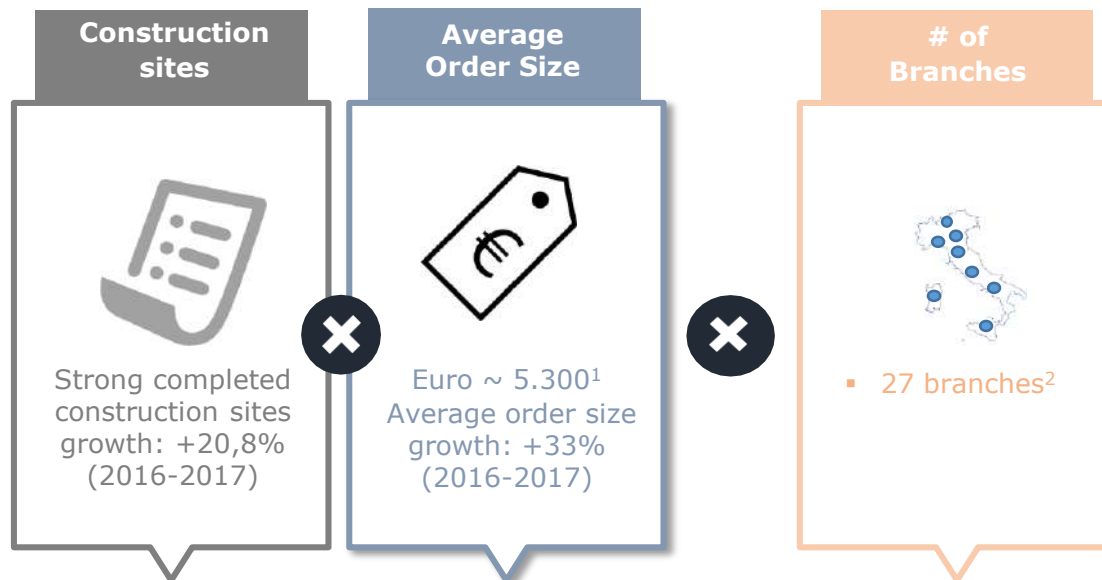 Construction
sites
Strong completed
construction sites
growth: +20,8%
(2016-2017)
Average
Order Size
€
Euro ~ 5.300¹
Average order size
growth: +33%
(2016-2017)
# of
Branches
▪ 27 branches²